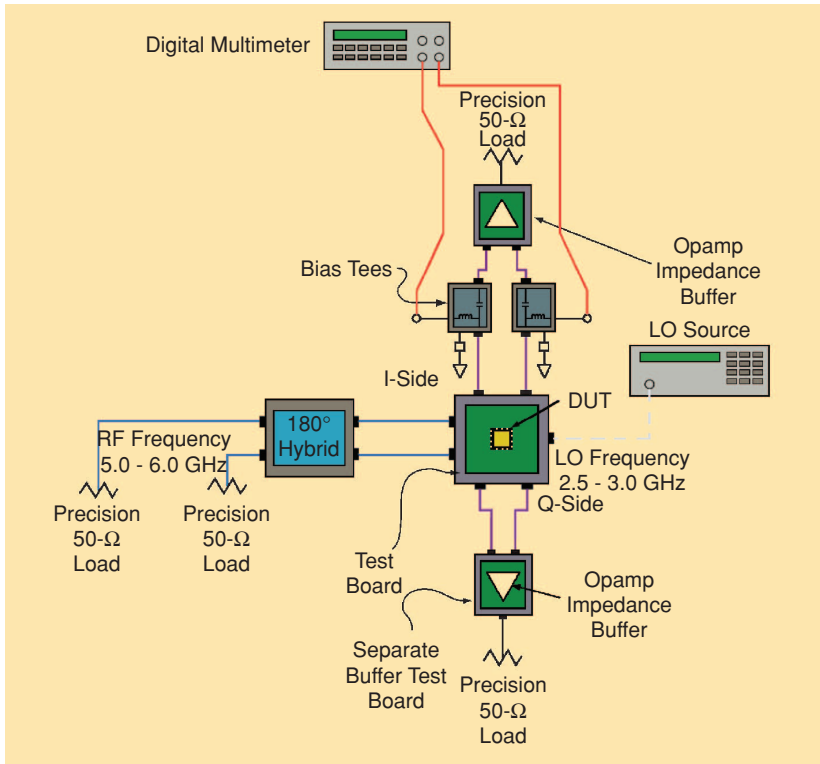 Digital Multimeter
Precision
50-Ω
Load
Opamp
Impedance
Buffer
Bias Tees
LO Source
I-Side
DUT
180°
Hybrid
RF Frequency
5.0 - 6.0 GHz
LO Frequency
2.5 - 3.0 GHz
Q-Side
Precision
50-Ω
Load
Precision
50-Ω
Load
Test
Board
Opamp
Impedance
Buffer
Separate
Buffer Test
Board
Precision
50-Ω
Load